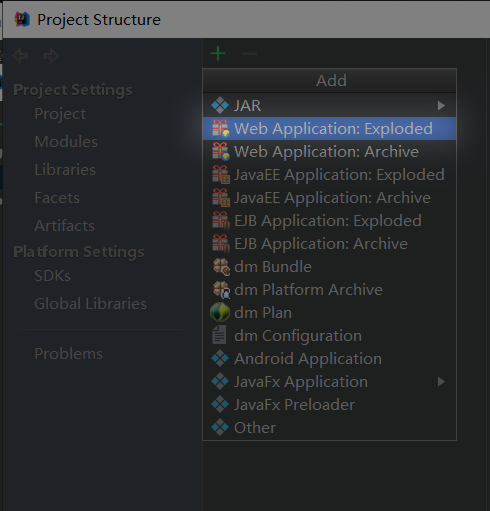 Project Structure
Project Settings
Project
Modules
Libraries
Facets
Artifacts
Platform Settings
SDKs
Global Libraries
Problems
Add
JAR
Web Application: Exploded
Web Application: Archive
JavaEE Application: Exploded
JavaEE Application: Archive
EJB Application: Exploded
EJB Application: Archive
dm Bundle
dm Platform Archive
dm Plan
dm Configuration
Android Application
JavaFx Application
JavaFx Preloader
Other